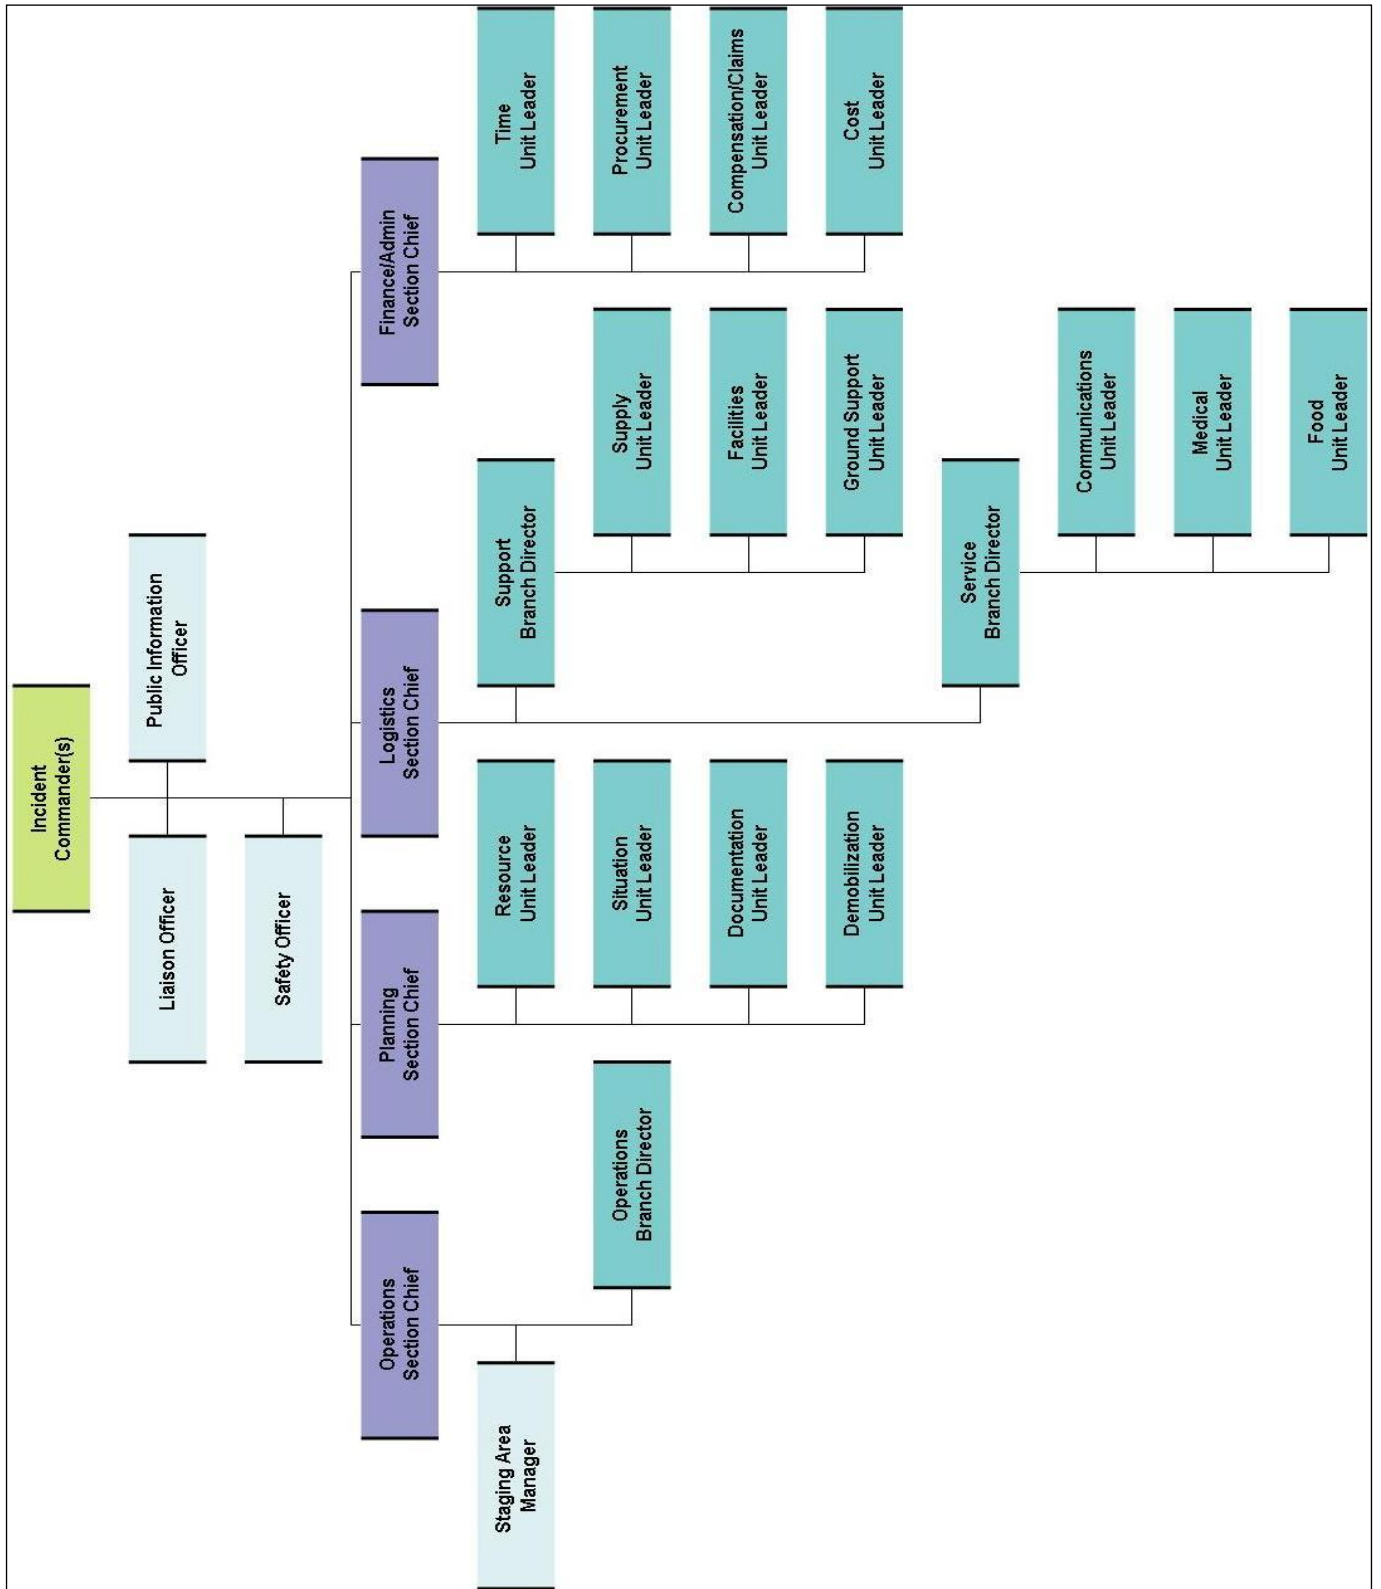 Incident
Commander(s)
Liaison Officer
Public Information
Officer
Safety Officer
Operations
Section Chief
Planning
Section Chief
Logistics
Section Chief
Finance/Admin
Section Chief
Staging Area
Manager
Operations
Branch Director
Resource
Unit Leader
Situation
Unit Leader
Documentation
Unit Leader
Demobilization
Unit Leader
Support
Branch Director
Supply
Unit Leader
Facilities
Unit Leader
Ground Support
Unit Leader
Service
Branch Director
Communications
Unit Leader
Medical
Unit Leader
Food
Unit Leader
Time
Unit Leader
Procurement
Unit Leader
Compensation/Claims
Unit Leader
Cost
Unit Leader